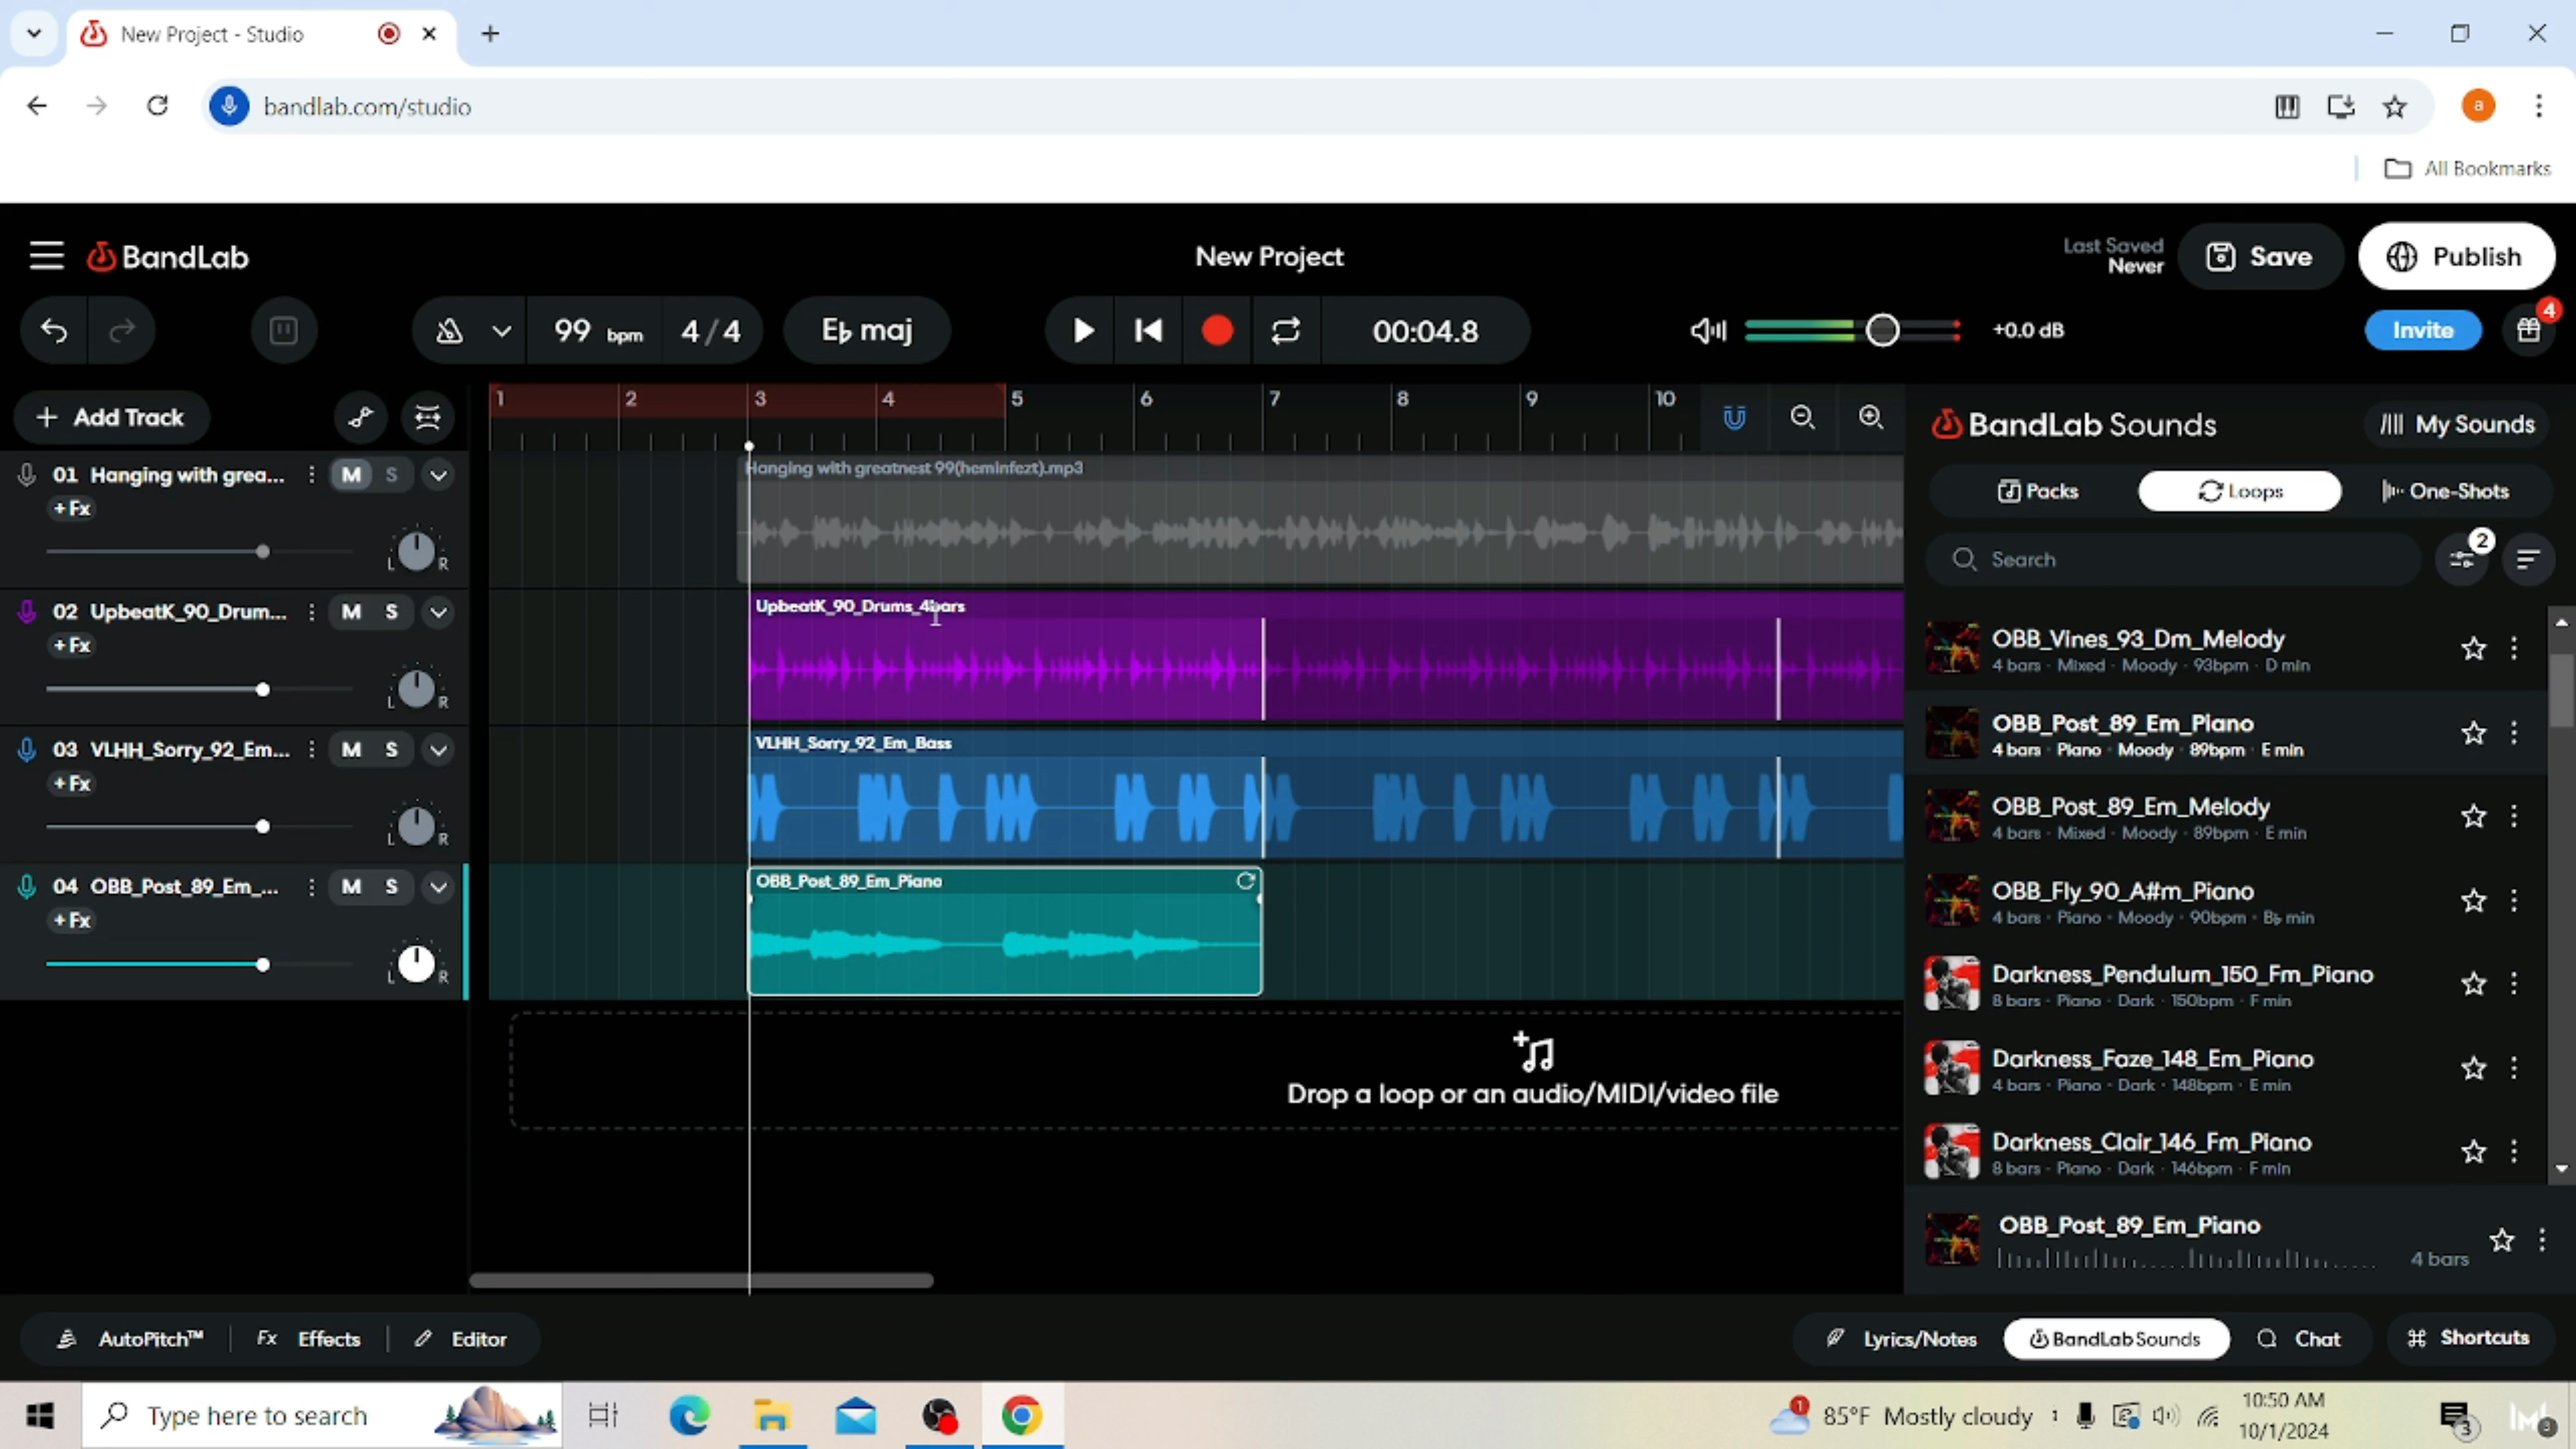 New Project - Studio
bandlab.com/studio
a
All Bookmarks
BandLab
New Project
Last Saved
Never
Save
Publish
99 bpm
4/4
E♭ maj
00:04.8
+0.0 dB
Invite
4
Add Track
1 2 3 4 5 6 7 8 9 10
BandLab Sounds
My Sounds
Packs
Loops
One-Shots
Search
2
01 Hanging with grea...
M S
+Fx
L R
Hanging with greatnest 99(heminfezt).mp3
02 UpbeatK_90_Drum...
M S
+Fx
L R
UpbeatK_90_Drums_4bars
03 VLHH_Sorry_92_Em...
M S
+Fx
L R
VLHH_Sorry_92_Em_Bass
04 OBB_Post_89_Em_...
M S
+Fx
L R
OBB_Post_89_Em_Piano
Drop a loop or an audio/MIDI/video file
OBB_Vines_93_Dm_Melody
4 bars · Mixed · Moody · 93bpm · D min
OBB_Post_89_Em_Piano
4 bars · Piano · Moody · 89bpm · E min
OBB_Post_89_Em_Melody
4 bars · Mixed · Moody · 89bpm · E min
OBB_Fly_90_A#m_Piano
4 bars · Piano · Moody · 90bpm · B♭ min
Darkness_Pendulum_150_Fm_Piano
8 bars · Piano · Dark · 150bpm · F min
Darkness_Faze_148_Em_Piano
4 bars · Piano · Dark · 148bpm · E min
Darkness_Clair_146_Fm_Piano
8 bars · Piano · Dark · 146bpm · F min
OBB_Post_89_Em_Piano
4 bars
AutoPitch™
Fx Effects
Editor
Lyrics/Notes
BandLab Sounds
Chat
Shortcuts
Type here to search
1
85°F Mostly cloudy
10:50 AM
10/1/2024
3
3